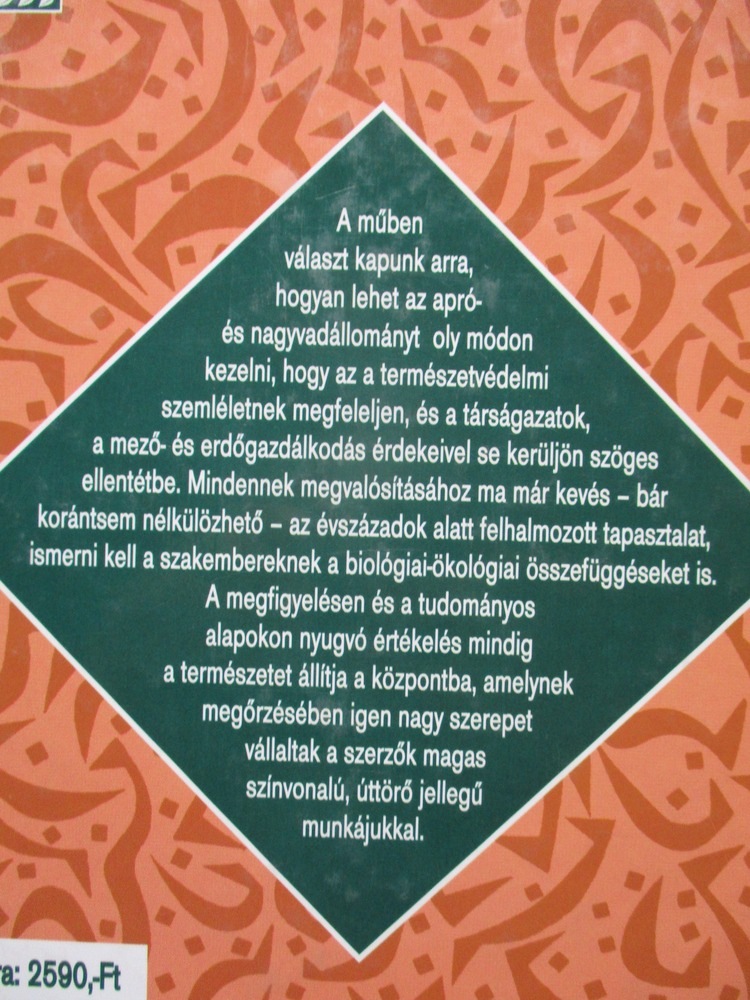 A műben
választ kapunk arra,
hogyan lehet az apró-
és nagyvadállományt oly módon
kezelni, hogy az a természetvédelmi
szemléletnek megfeleljen, és a társágazatok,
a mező- és erdőgazdálkodás érdekeivel se kerüljön szöges
ellentétbe. Mindennek megvalósításához ma már kevés – bár
korántsem nélkülözhető – az évszázadok alatt felhalmozott tapasztalat,
ismerni kell a szakembereknek a biológiai-ökológiai összefüggéseket is.
A megfigyelésen és a tudományos
alapokon nyugvó értékelés mindig
a természetet állítja a központba, amelynek
megőrzésében igen nagy szerepet
vállaltak a szerzők magas
színvonalú, úttörő jellegű
munkájukkal.
ra: 2590,-Ft